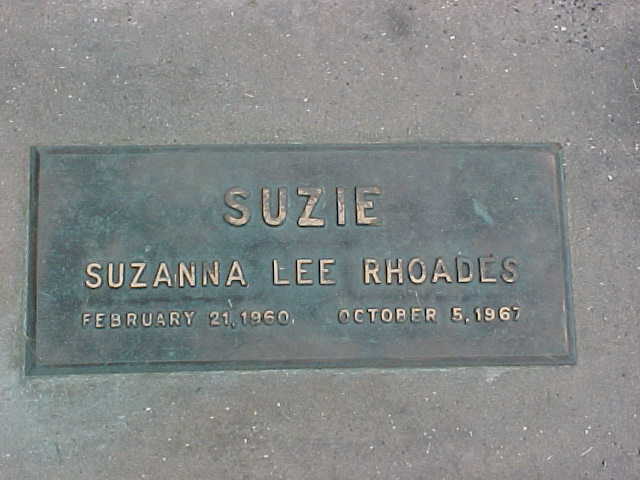 SUZIE
SUZANNA LEE RHOADES
FEBRUARY 21, 1960. OCTOBER 5, 1967